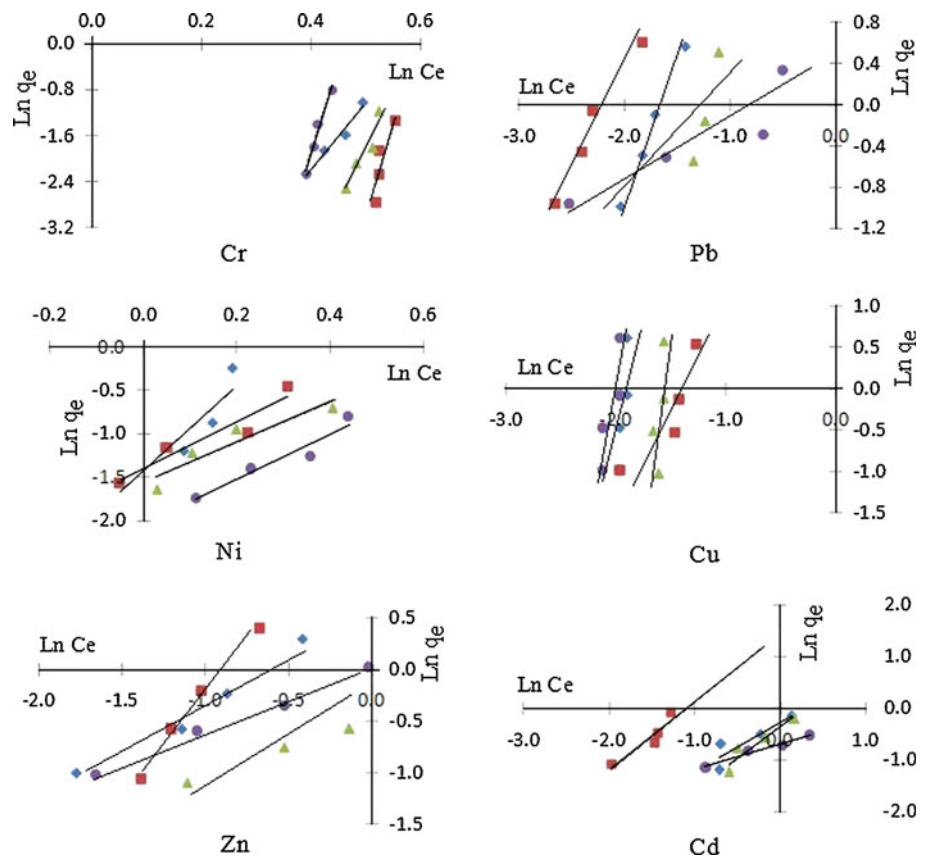 0.0 0.2 0.4 0.6
0.0
Ln Ce
-0.8
-1.6
-2.4
-3.2
Ln qe
Cr
0.8
0.4
0.0
-0.4
-0.8
-1.2
Ln qe
Ln Ce
-3.0 -2.0 -1.0 0
Pb
-0.2 0.0 0.2 0.4 0.6
0.0
Ln Ce
-0.5
-1.0
-1.5
-2.0
Ln qe
Ni
1.0
0.5
0.0
-0.5
-1.0
-1.5
Ln qe
Ln Ce
-3.0 -2.0 -1.0 0.0
Cu
0.5
0.0
-0.5
-1.0
-1.5
Ln qe
Ln Ce
-2.0 -1.5 -1.0 -0.5 0.0
Zn
2.0
1.0
0.0
-1.0
-2.0
Ln qe
Ln Ce
-3.0 -2.0 -1.0 0.0 1.0
Cd